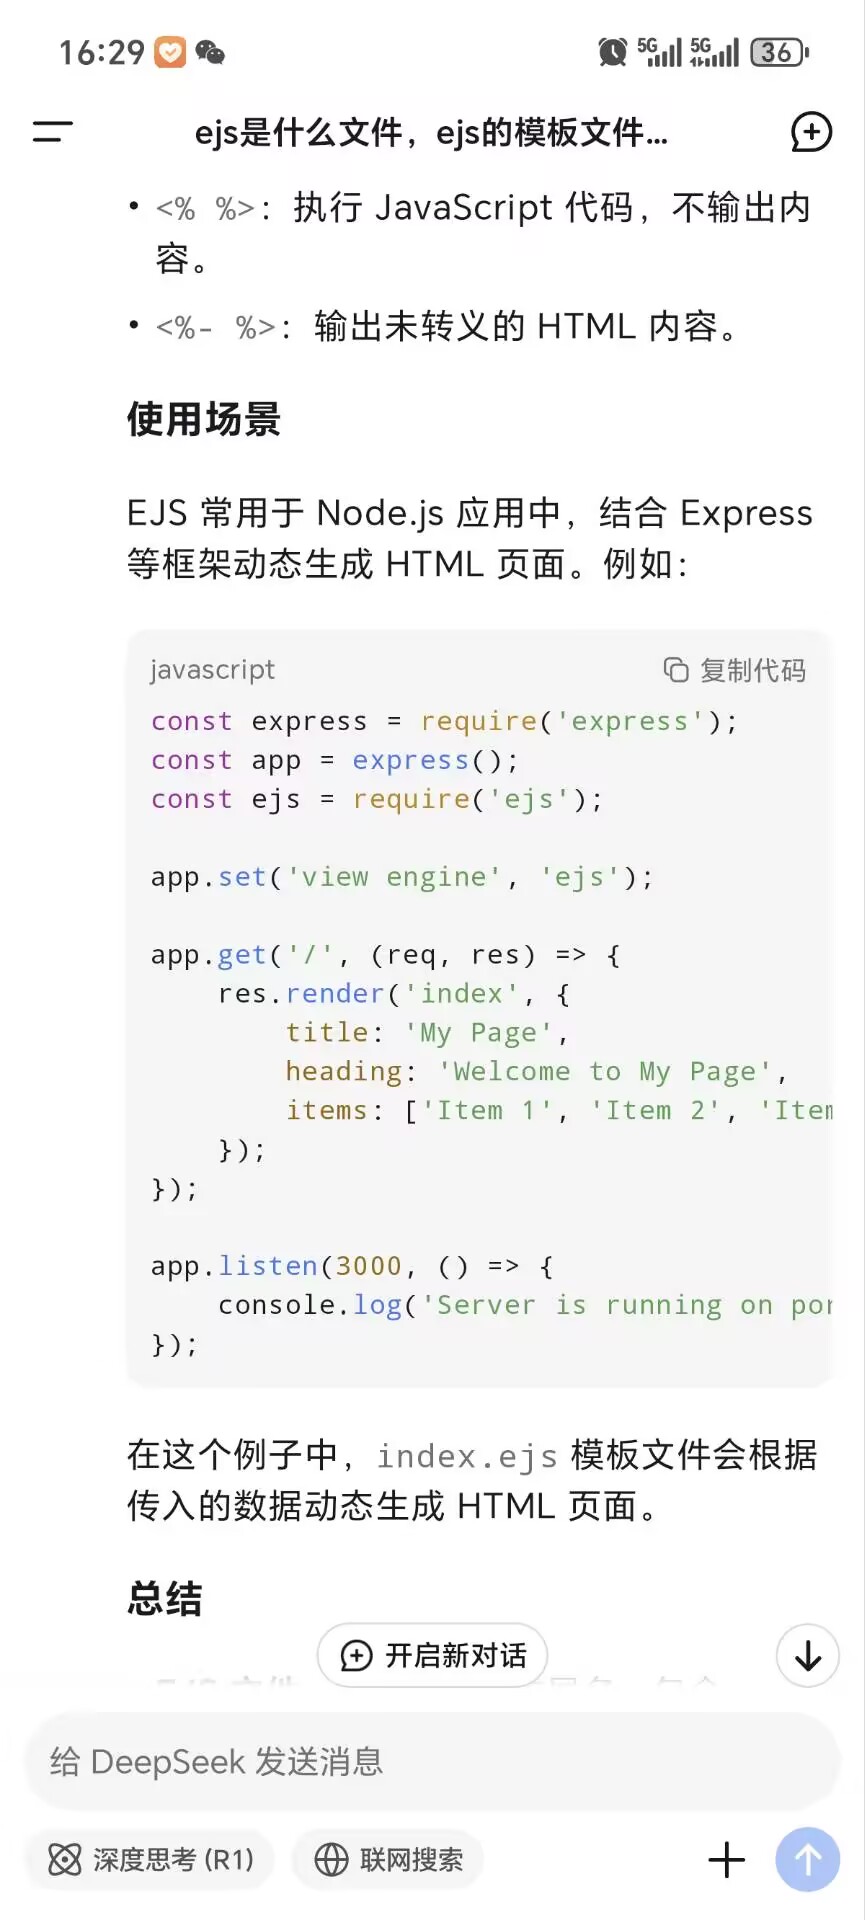 16:29
5G
5G
36
ejs是什么文件，ejs的模板文件...
• <% %>：执行 JavaScript 代码，不输出内
容。
• <%- %>：输出未转义的 HTML 内容。
使用场景
EJS 常用于 Node.js 应用中，结合 Express
等框架动态生成 HTML 页面。例如：
javascript
复制代码
const express = require('express');
const app = express();
const ejs = require('ejs');
app.set('view engine', 'ejs');
app.get('/', (req, res) => {
    res.render('index', {
        title: 'My Page',
        heading: 'Welcome to My Page',
        items: ['Item 1', 'Item 2', 'Item
    });
});
app.listen(3000, () => {
    console.log('Server is running on por
});
在这个例子中，index.ejs 模板文件会根据
传入的数据动态生成 HTML 页面。
总结
开启新对话
给 DeepSeek 发送消息
深度思考 (R1)
联网搜索